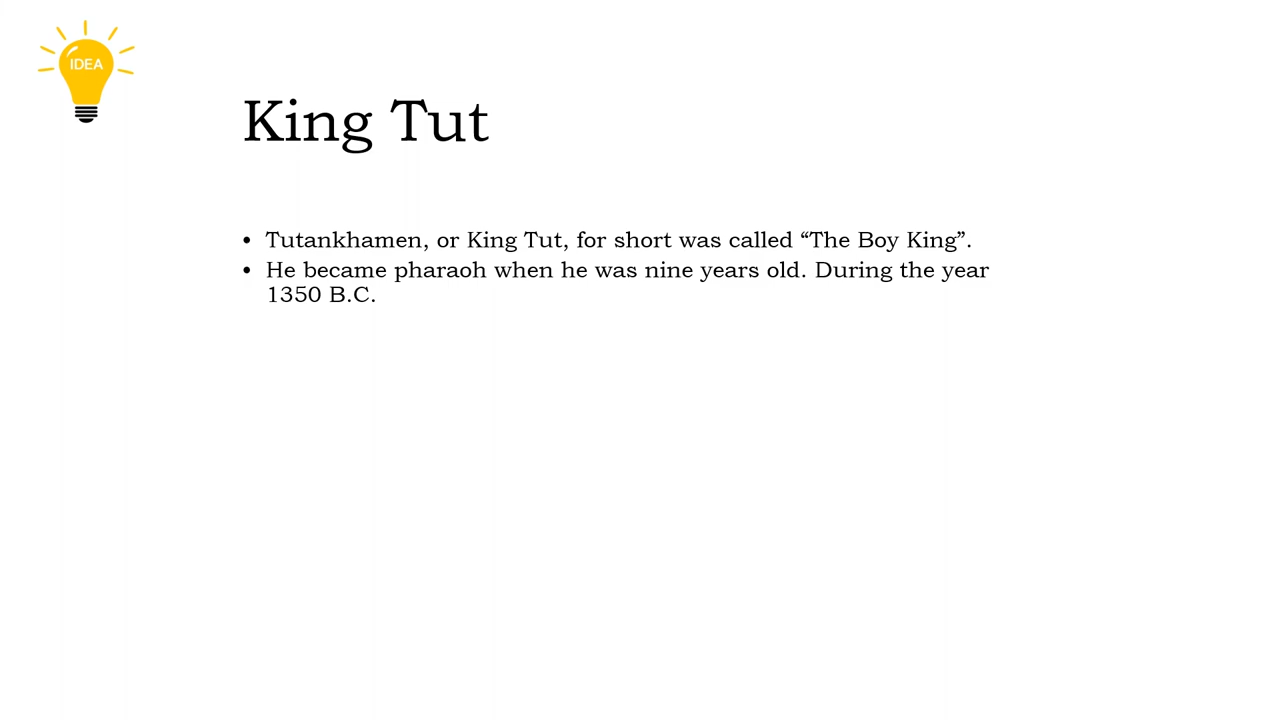 IDEA
King Tut
• Tutankhamen, or King Tut, for short was called “The Boy King”.
• He became pharaoh when he was nine years old. During the year
1350 B.C.